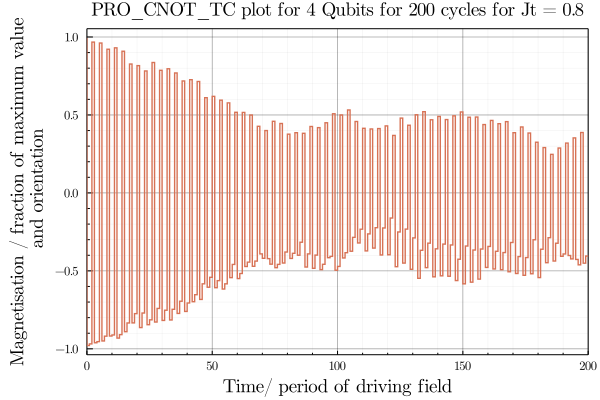 PRO_CNOT_TC plot for 4 Qubits for 200 cycles for Jt = 0.8
Magnetisation / fraction of maximum value
and orientation
1.0
0.5
0.0
−0.5
−1.0
0
50
100
150
200
Time/ period of driving field